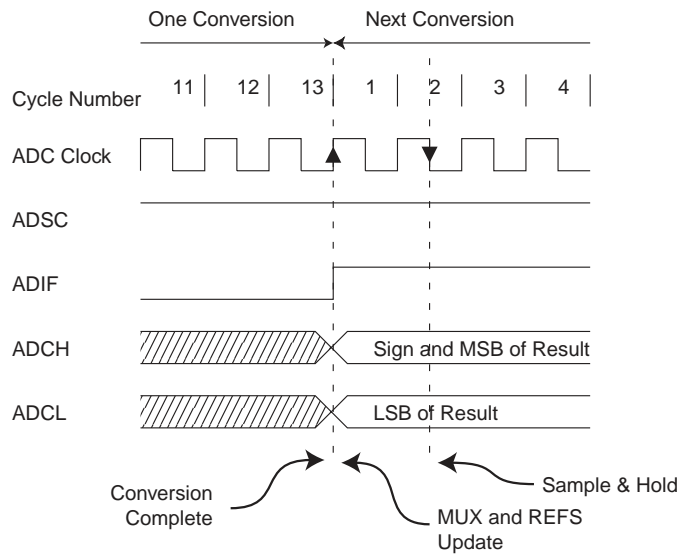 One Conversion Next Conversion
Cycle Number 11 12 13 1 2 3 4
ADC Clock
ADSC
ADIF
ADCH Sign and MSB of Result
ADCL LSB of Result
Conversion
Complete
MUX and REFS
Update
Sample & Hold